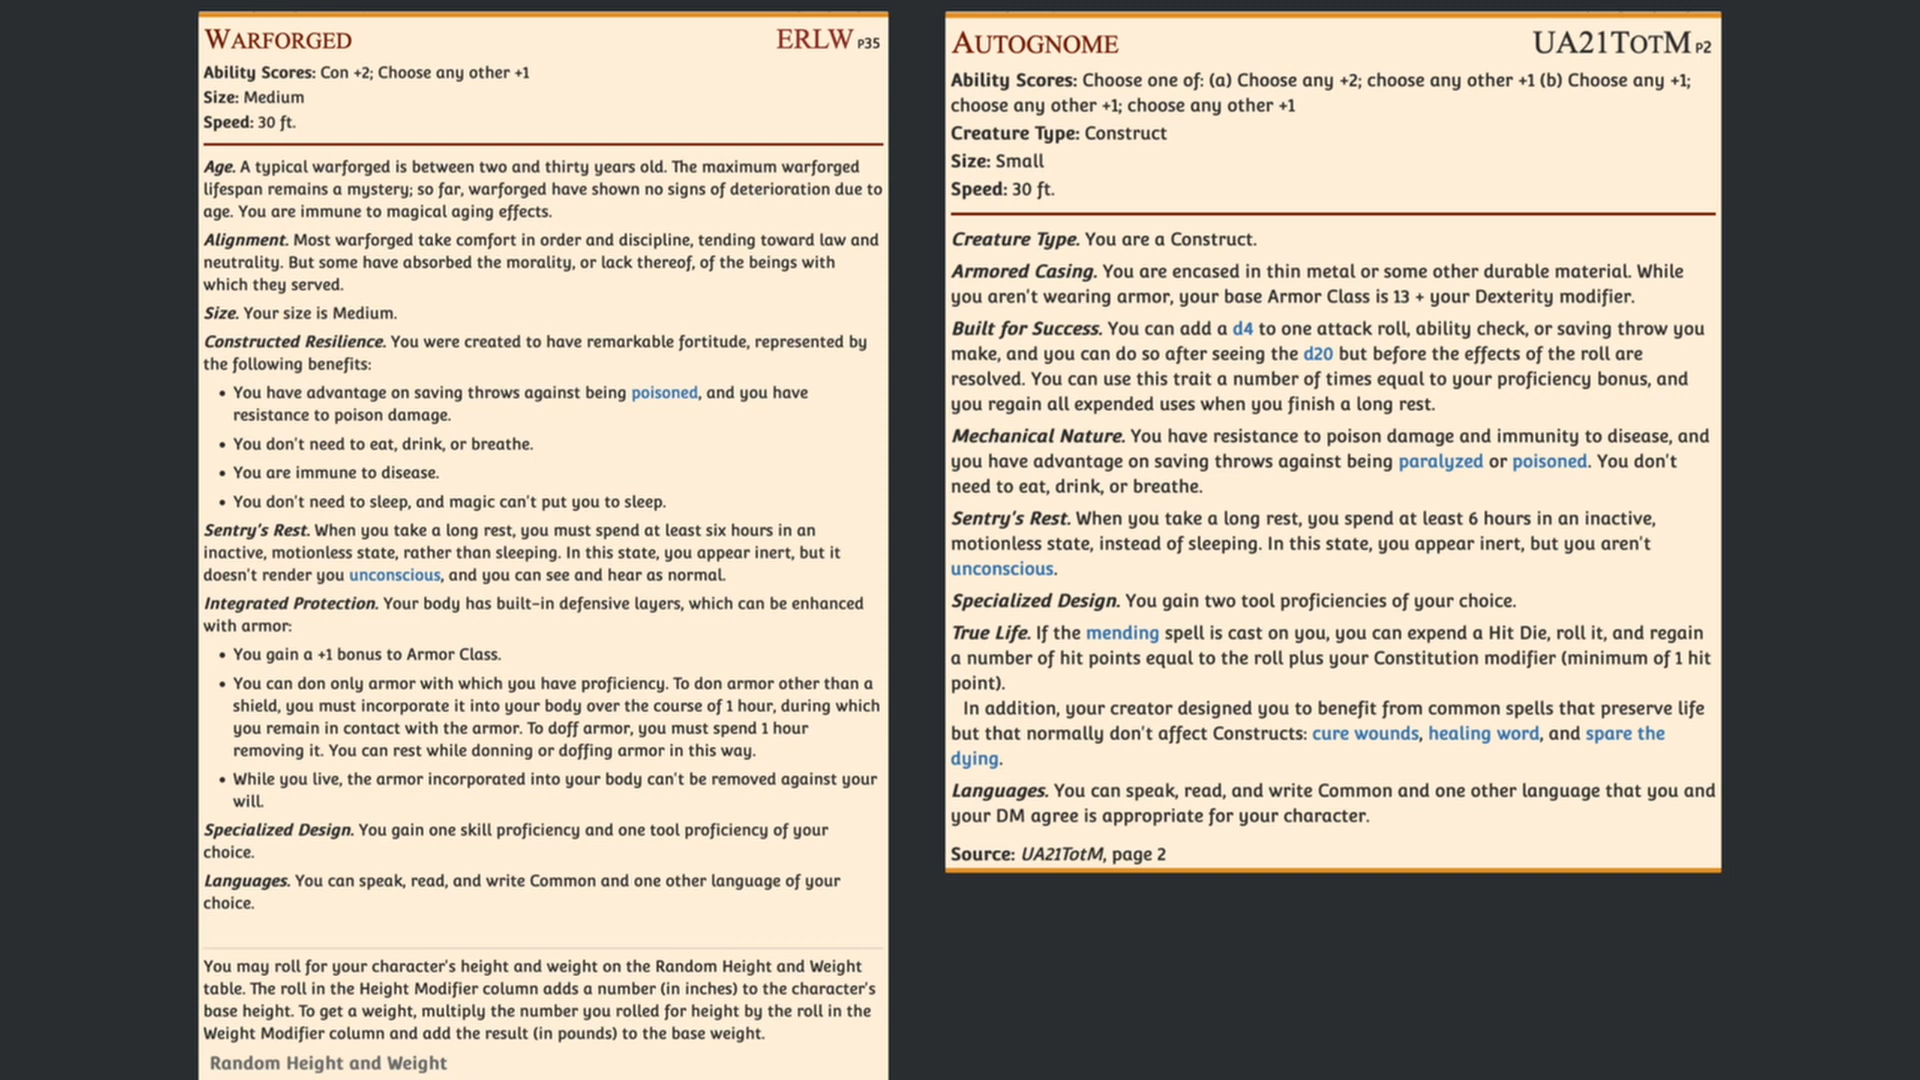 WARFORGED ERLW P35
Ability Scores: Con +2; Choose any other +1
Size: Medium
Speed: 30 ft.
Age. A typical warforged is between two and thirty years old. The maximum warforged
lifespan remains a mystery; so far, warforged have shown no signs of deterioration due to
age. You are immune to magical aging effects.
Alignment. Most warforged take comfort in order and discipline, tending toward law and
neutrality. But some have absorbed the morality, or lack thereof, of the beings with
which they served.
Size. Your size is Medium.
Constructed Resilience. You were created to have remarkable fortitude, represented by
the following benefits:
• You have advantage on saving throws against being poisoned, and you have
resistance to poison damage.
• You don't need to eat, drink, or breathe.
• You are immune to disease.
• You don't need to sleep, and magic can't put you to sleep.
Sentry's Rest. When you take a long rest, you must spend at least six hours in an
inactive, motionless state, rather than sleeping. In this state, you appear inert, but it
doesn't render you unconscious, and you can see and hear as normal.
Integrated Protection. Your body has built-in defensive layers, which can be enhanced
with armor:
• You gain a +1 bonus to Armor Class.
• You can don only armor with which you have proficiency. To don armor other than a
shield, you must incorporate it into your body over the course of 1 hour, during which
you remain in contact with the armor. To doff armor, you must spend 1 hour
removing it. You can rest while donning or doffing armor in this way.
• While you live, the armor incorporated into your body can't be removed against your
will.
Specialized Design. You gain one skill proficiency and one tool proficiency of your
choice.
Languages. You can speak, read, and write Common and one other language of your
choice.
You may roll for your character's height and weight on the Random Height and Weight
table. The roll in the Height Modifier column adds a number (in inches) to the character's
base height. To get a weight, multiply the number you rolled for height by the roll in the
Weight Modifier column and add the result (in pounds) to the base weight.
Random Height and Weight
AUTOGNOME UA21TOTM P2
Ability Scores: Choose one of: (a) Choose any +2; choose any other +1 (b) Choose any +1;
choose any other +1; choose any other +1
Creature Type: Construct
Size: Small
Speed: 30 ft.
Creature Type. You are a Construct.
Armored Casing. You are encased in thin metal or some other durable material. While
you aren't wearing armor, your base Armor Class is 13 + your Dexterity modifier.
Built for Success. You can add a d4 to one attack roll, ability check, or saving throw you
make, and you can do so after seeing the d20 but before the effects of the roll are
resolved. You can use this trait a number of times equal to your proficiency bonus, and
you regain all expended uses when you finish a long rest.
Mechanical Nature. You have resistance to poison damage and immunity to disease, and
you have advantage on saving throws against being paralyzed or poisoned. You don't
need to eat, drink, or breathe.
Sentry's Rest. When you take a long rest, you spend at least 6 hours in an inactive,
motionless state, instead of sleeping. In this state, you appear inert, but you aren't
unconscious.
Specialized Design. You gain two tool proficiencies of your choice.
True Life. If the mending spell is cast on you, you can expend a Hit Die, roll it, and regain
a number of hit points equal to the roll plus your Constitution modifier (minimum of 1 hit
point).
In addition, your creator designed you to benefit from common spells that preserve life
but that normally don't affect Constructs: cure wounds, healing word, and spare the
dying.
Languages. You can speak, read, and write Common and one other language that you and
your DM agree is appropriate for your character.
Source: UA21TotM, page 2